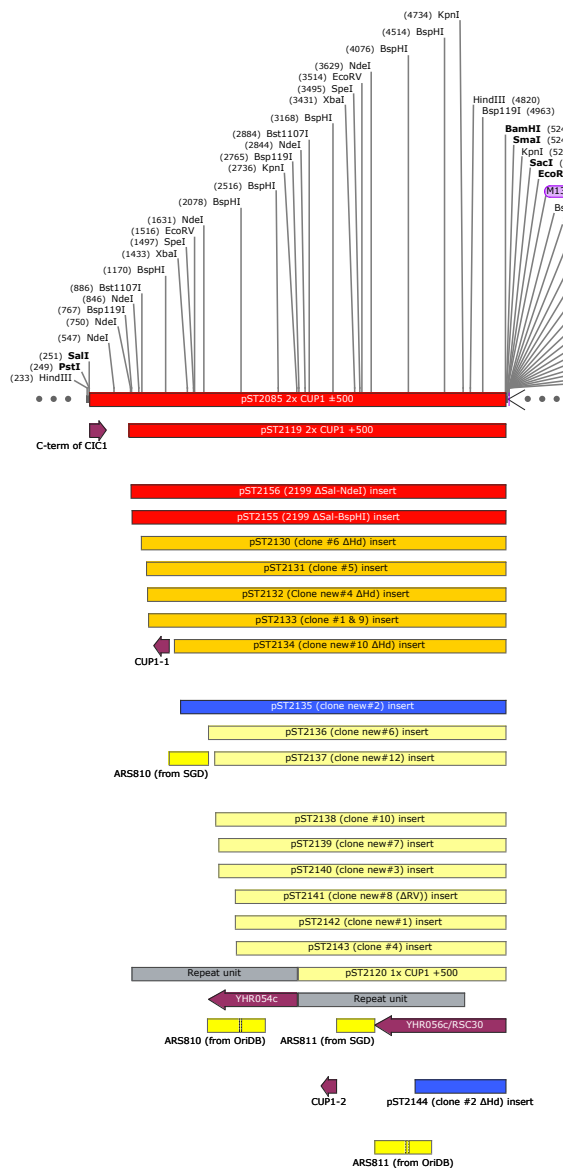 (4734) KpnI
(4514) BspHI
(4076) BspHI
(3629) NdeI
(3514) EcoRV
(3495) SpeI
(3431) XbaI
HindIII (4820)
Bsp119I (4963)
(3168) BspHI
BamHI (524
(2884) Bst1107I
SmaI (524
(2844) NdeI
KpnI (52
(2765) Bsp119I
SacI (
(2736) KpnI
EcoR
(2516) BspHI
M13
(2078) BspHI
Bs
(1631) NdeI
(1516) EcoRV
(1497) SpeI
(1433) XbaI
(1170) BspHI
(886) Bst1107I
(846) NdeI
(767) Bsp119I
(750) NdeI
(547) NdeI
(251) SalI
(249) PstI
(233) HindIII
pST2085 2x CUP1 ±500
pST2119 2x CUP1 +500
C-term of CIC1
pST2156 (2199 ΔSal-NdeI) insert
pST2155 (2199 ΔSal-BspHI) insert
pST2130 (clone #6 ΔHd) insert
pST2131 (clone #5) insert
pST2132 (Clone new#4 ΔHd) insert
pST2133 (clone #1 & 9) insert
pST2134 (clone new#10 ΔHd) insert
CUP1-1
pST2135 (clone new#2) insert
pST2136 (clone new#6) insert
pST2137 (clone new#12) insert
ARS810 (from SGD)
pST2138 (clone #10) insert
pST2139 (clone new#7) insert
pST2140 (clone new#3) insert
pST2141 (clone new#8 (ΔRV)) insert
pST2142 (clone new#1) insert
pST2143 (clone #4) insert
Repeat unit pST2120 1x CUP1 +500
YHR054c Repeat unit
YHR056c/RSC30
ARS810 (from OriDB) ARS811 (from SGD)
CUP1-2 pST2144 (clone #2 ΔHd) insert
ARS811 (from OriDB)